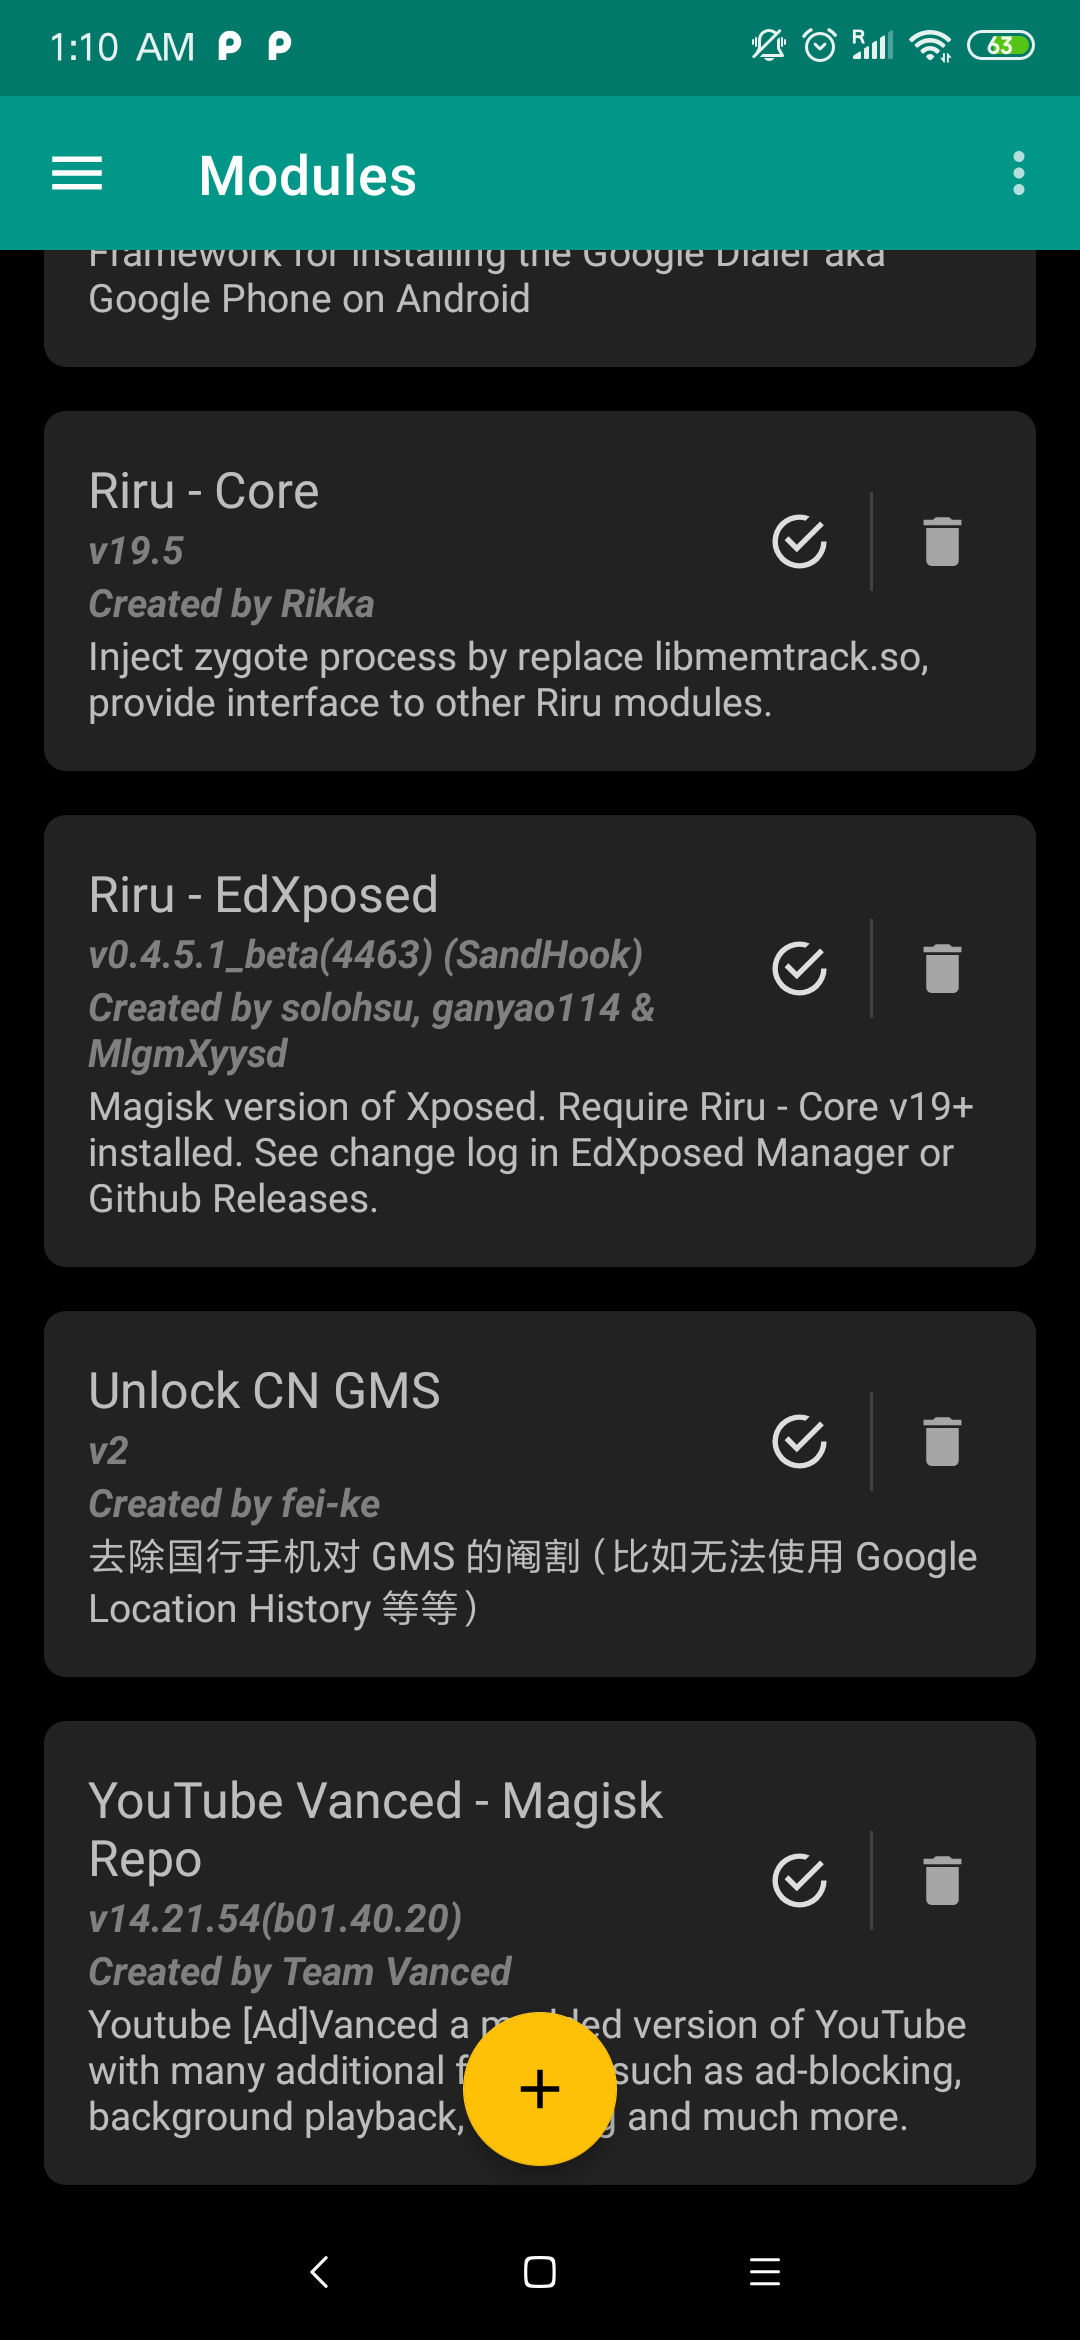 1:10 AM
R
63
Modules
Framework for installing the Google Dialer aka
Google Phone on Android
Riru - Core
v19.5
Created by Rikka
Inject zygote process by replace libmemtrack.so,
provide interface to other Riru modules.
Riru - EdXposed
v0.4.5.1_beta(4463) (SandHook)
Created by solohsu, ganyao114 &
MlgmXyysd
Magisk version of Xposed. Require Riru - Core v19+
installed. See change log in EdXposed Manager or
Github Releases.
Unlock CN GMS
v2
Created by fei-ke
去除国行手机对 GMS 的阉割（比如无法使用 Google
Location History 等等）
YouTube Vanced - Magisk
Repo
v14.21.54(b01.40.20)
Created by Team Vanced
Youtube [Ad]Vanced a version of YouTube
with many additional such as ad-blocking,
background playback, and much more.